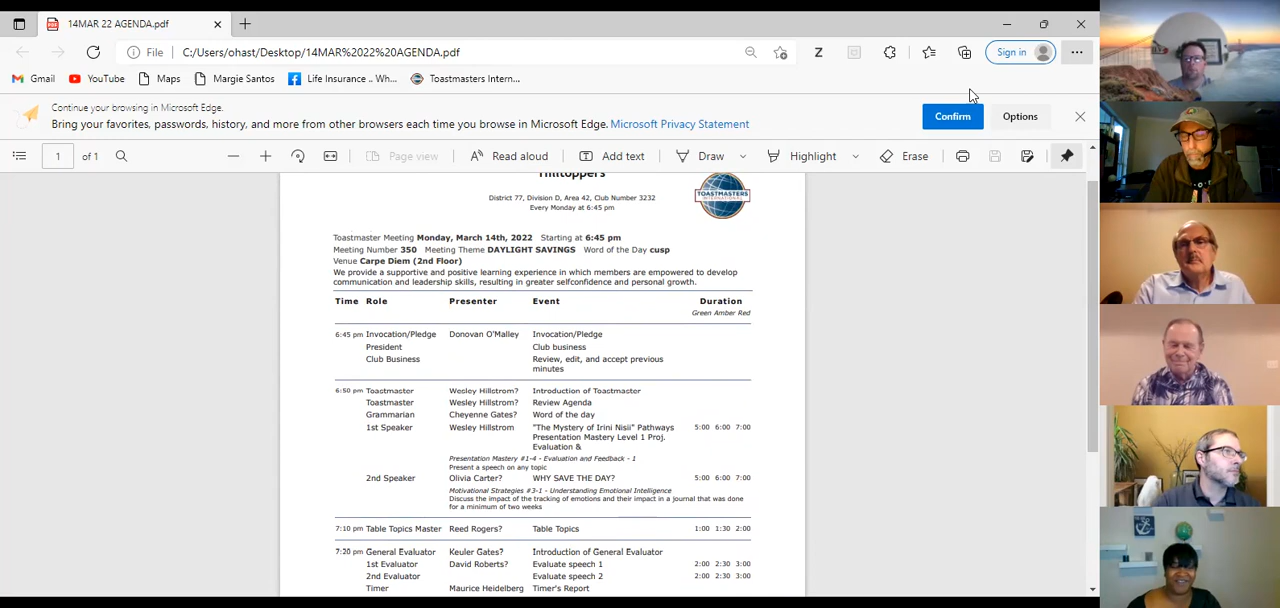 14MAR 22 AGENDA.pdf
File C:/Users/ohast/Desktop/14MAR%2022%20AGENDA.pdf Z Sign in
Gmail YouTube Maps Margie Santos Life Insurance .. Wh... Toastmasters Intern...
Continue your browsing in Microsoft Edge.
Bring your favorites, passwords, history, and more from other browsers each time you browse in Microsoft Edge. Microsoft Privacy Statement Confirm Options
1 of 1 Page view Read aloud Add text Draw Highlight Erase
Hilltoppers
District 77, Division D, Area 42, Club Number 3232
Every Monday at 6:45 pm
TOASTMASTERS
INTERNATIONAL
Toastmaster Meeting Monday, March 14th, 2022 Starting at 6:45 pm
Meeting Number 350 Meeting Theme DAYLIGHT SAVINGS Word of the Day cusp
Venue Carpe Diem (2nd Floor)
We provide a supportive and positive learning experience in which members are empowered to develop
communication and leadership skills, resulting in greater selfconfidence and personal growth.
Time Role Presenter Event Duration
Green Amber Red
6:45 pm Invocation/Pledge Donovan O'Malley Invocation/Pledge
President Club business
Club Business Review, edit, and accept previous
minutes
6:50 pm Toastmaster Wesley Hillstrom? Introduction of Toastmaster
Toastmaster Wesley Hillstrom? Review Agenda
Grammarian Cheyenne Gates? Word of the day
1st Speaker Wesley Hillstrom "The Mystery of Irini Nisii" Pathways 5:00 6:00 7:00
Presentation Mastery Level 1 Proj.
Evaluation &
Presentation Mastery #1-4 - Evaluation and Feedback - 1
Present a speech on any topic
2nd Speaker Olivia Carter? WHY SAVE THE DAY? 5:00 6:00 7:00
Motivational Strategies #3-1 - Understanding Emotional Intelligence
Discuss the impact of the tracking of emotions and their impact in a journal that was done
for a minimum of two weeks
7:10 pm Table Topics Master Reed Rogers? Table Topics 1:00 1:30 2:00
7:20 pm General Evaluator Keuler Gates? Introduction of General Evaluator
1st Evaluator David Roberts? Evaluate speech 1 2:00 2:30 3:00
2nd Evaluator Evaluate speech 2 2:00 2:30 3:00
Timer Maurice Heidelberg Timer's Report